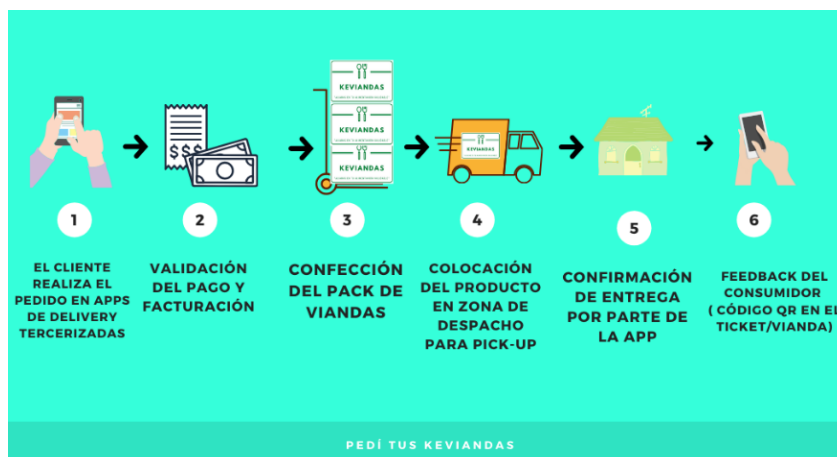 KEVIANDAS
KEVIANDAS
KEVIANDAS
$$$
1
EL CLIENTE
REALIZA EL
PEDIDO EN APPS
DE DELIVERY
TERCERIZADAS
2
VALIDACIÓN
DEL PAGO Y
FACTURACIÓN
3
CONFECCIÓN
DEL PACK DE
VIANDAS
4
COLOCACIÓN
DEL PRODUCTO
EN ZONA DE
DESPACHO
PARA PICK-UP
5
CONFIRMACIÓN
DE ENTREGA
POR PARTE DE
LA APP
6
FEEDBACK DEL
CONSUMIDOR
( CÓDIGO QR EN EL
TICKET/VIANDA)
PEDÍ TUS KEVIANDAS